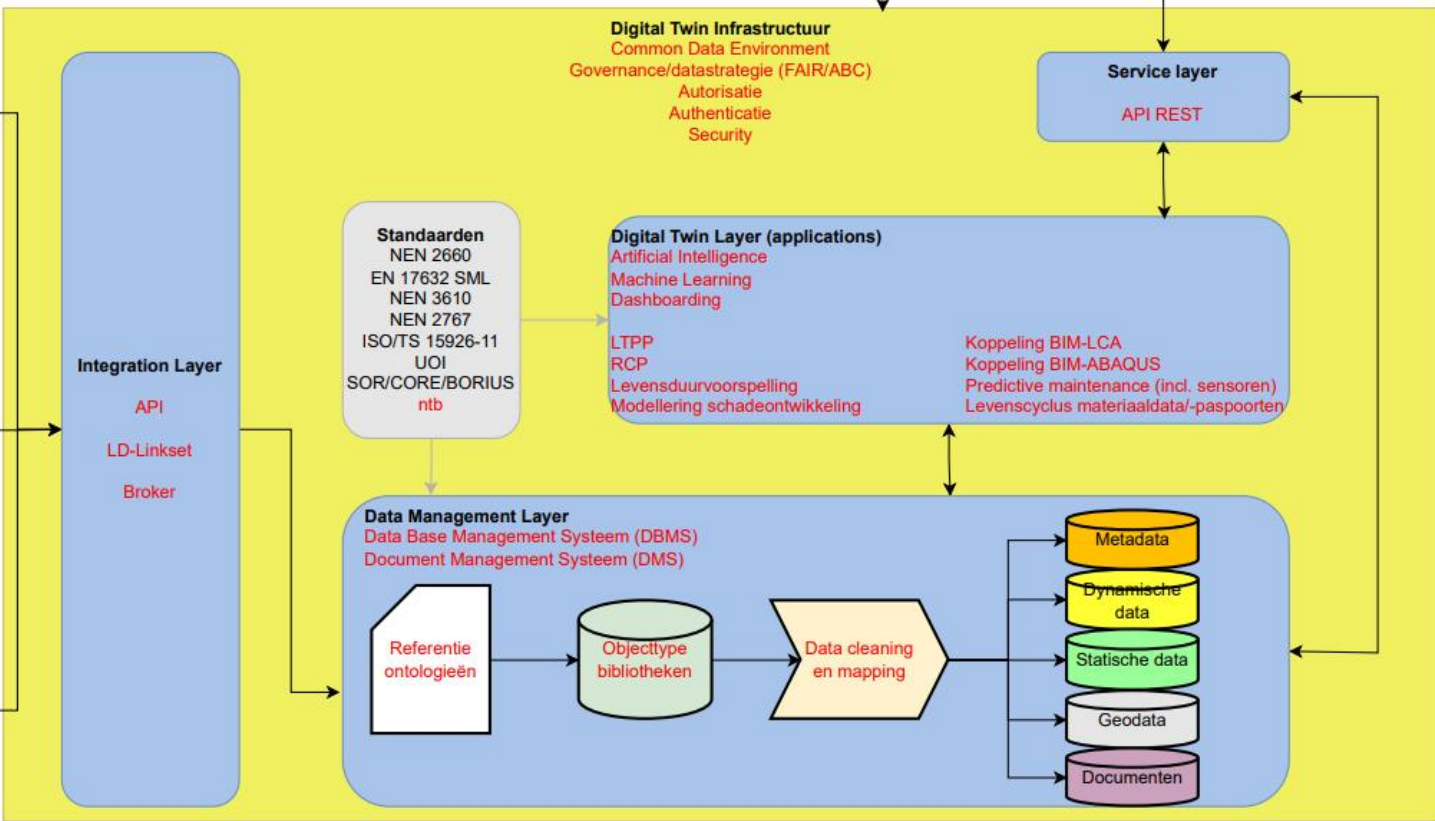 Digital Twin Infrastructuur
Common Data Environment
Governance/datastrategie (FAIR/ABC)
Autorisatie
Authenticatie
Security
Service layer
API REST
Integration Layer
API
LD-Linkset
Broker
Standaarden
NEN 2660
EN 17632 SML
NEN 3610
NEN 2767
ISO/TS 15926-11
UOI
SOR/CORE/BORIUS
ntb
Digital Twin Layer (applications)
Artificial Intelligence
Machine Learning
Dashboarding
LTPP
RCP
Levensduurvoorspelling
Modellering schadeontwikkeling
Koppeling BIM-LCA
Koppeling BIM-ABAQUS
Predictive maintenance (incl. sensoren)
Levenscyclus materiaaldata/-paspoorten
Data Management Layer
Data Base Management Systeem (DBMS)
Document Management Systeem (DMS)
Referentie
ontologieën
Objecttype
bibliotheken
Data cleaning
en mapping
Metadata
Dynamische
data
Statische data
Geodata
Documenten